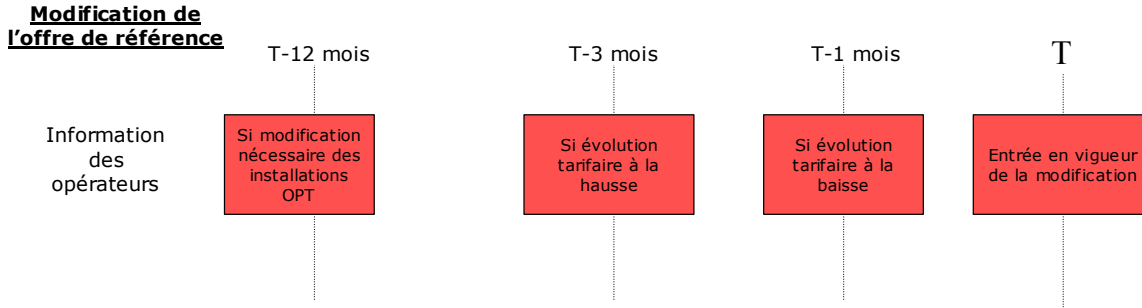 Modification de
l'offre de référence
T-12 mois
T-3 mois
T-1 mois
T
Information
des
opérateurs
Si modification
nécessaire des
installations
OPT
Si évolution
tarifaire à la
hausse
Si évolution
tarifaire à la
baisse
Entrée en vigueur
de la modification